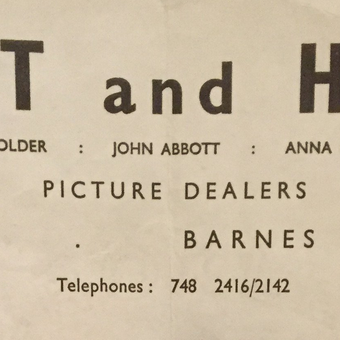 T and H
OLDER : JOHN ABBOTT : ANNA
PICTURE DEALERS
. BARNES
Telephones: 748 2416/2142